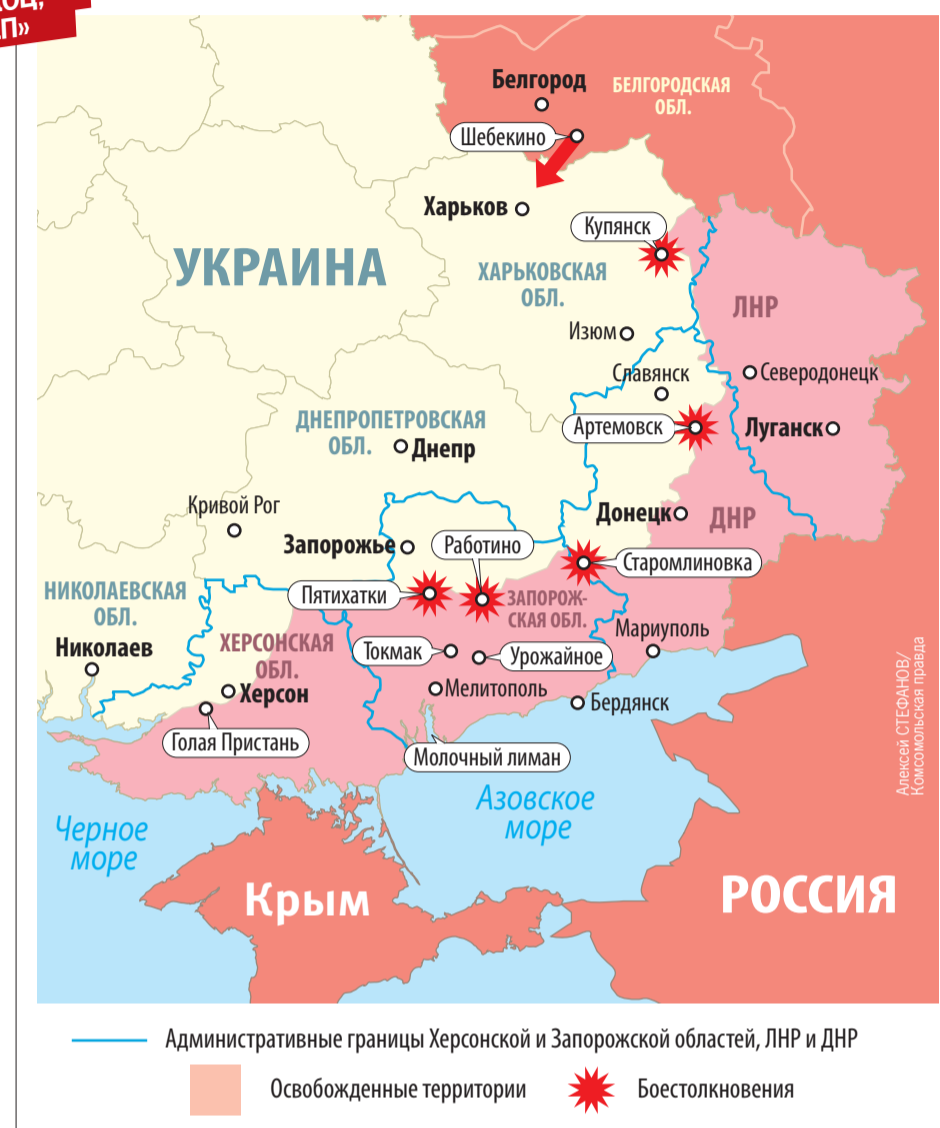 П»
Белгород
БЕЛГОРОДСКАЯ
ОБЛ.
Шебекино
Харьков
Купянск
УКРАИНА
ХАРЬКОВСКАЯ
ОБЛ.
ЛНР
Изюм
Славянск
Северодонецк
ДНЕПРОПЕТРОВСКАЯ
ОБЛ.
Днепр
Артемовск
Луганск
Кривой Рог
Донецк
ДНР
Запорожье
Работино
Старомлиновка
НИКОЛАЕВСКАЯ
ОБЛ.
Пятихатки
ЗАПОРОЖ-
СКАЯ ОБЛ.
Николаев
ХЕРСОНСКАЯ
ОБЛ.
Токмак
Урожайное
Мариуполь
Херсон
Мелитополь
Бердянск
Голая Пристань
Молочный лиман
Алексей СТЕФАНОВ/
Комсомольская правда
Черное
море
Азовское
море
Крым
РОССИЯ
Административные границы Херсонской и Запорожской областей, ЛНР и ДНР
Освобожденные территории
Боестолкновения